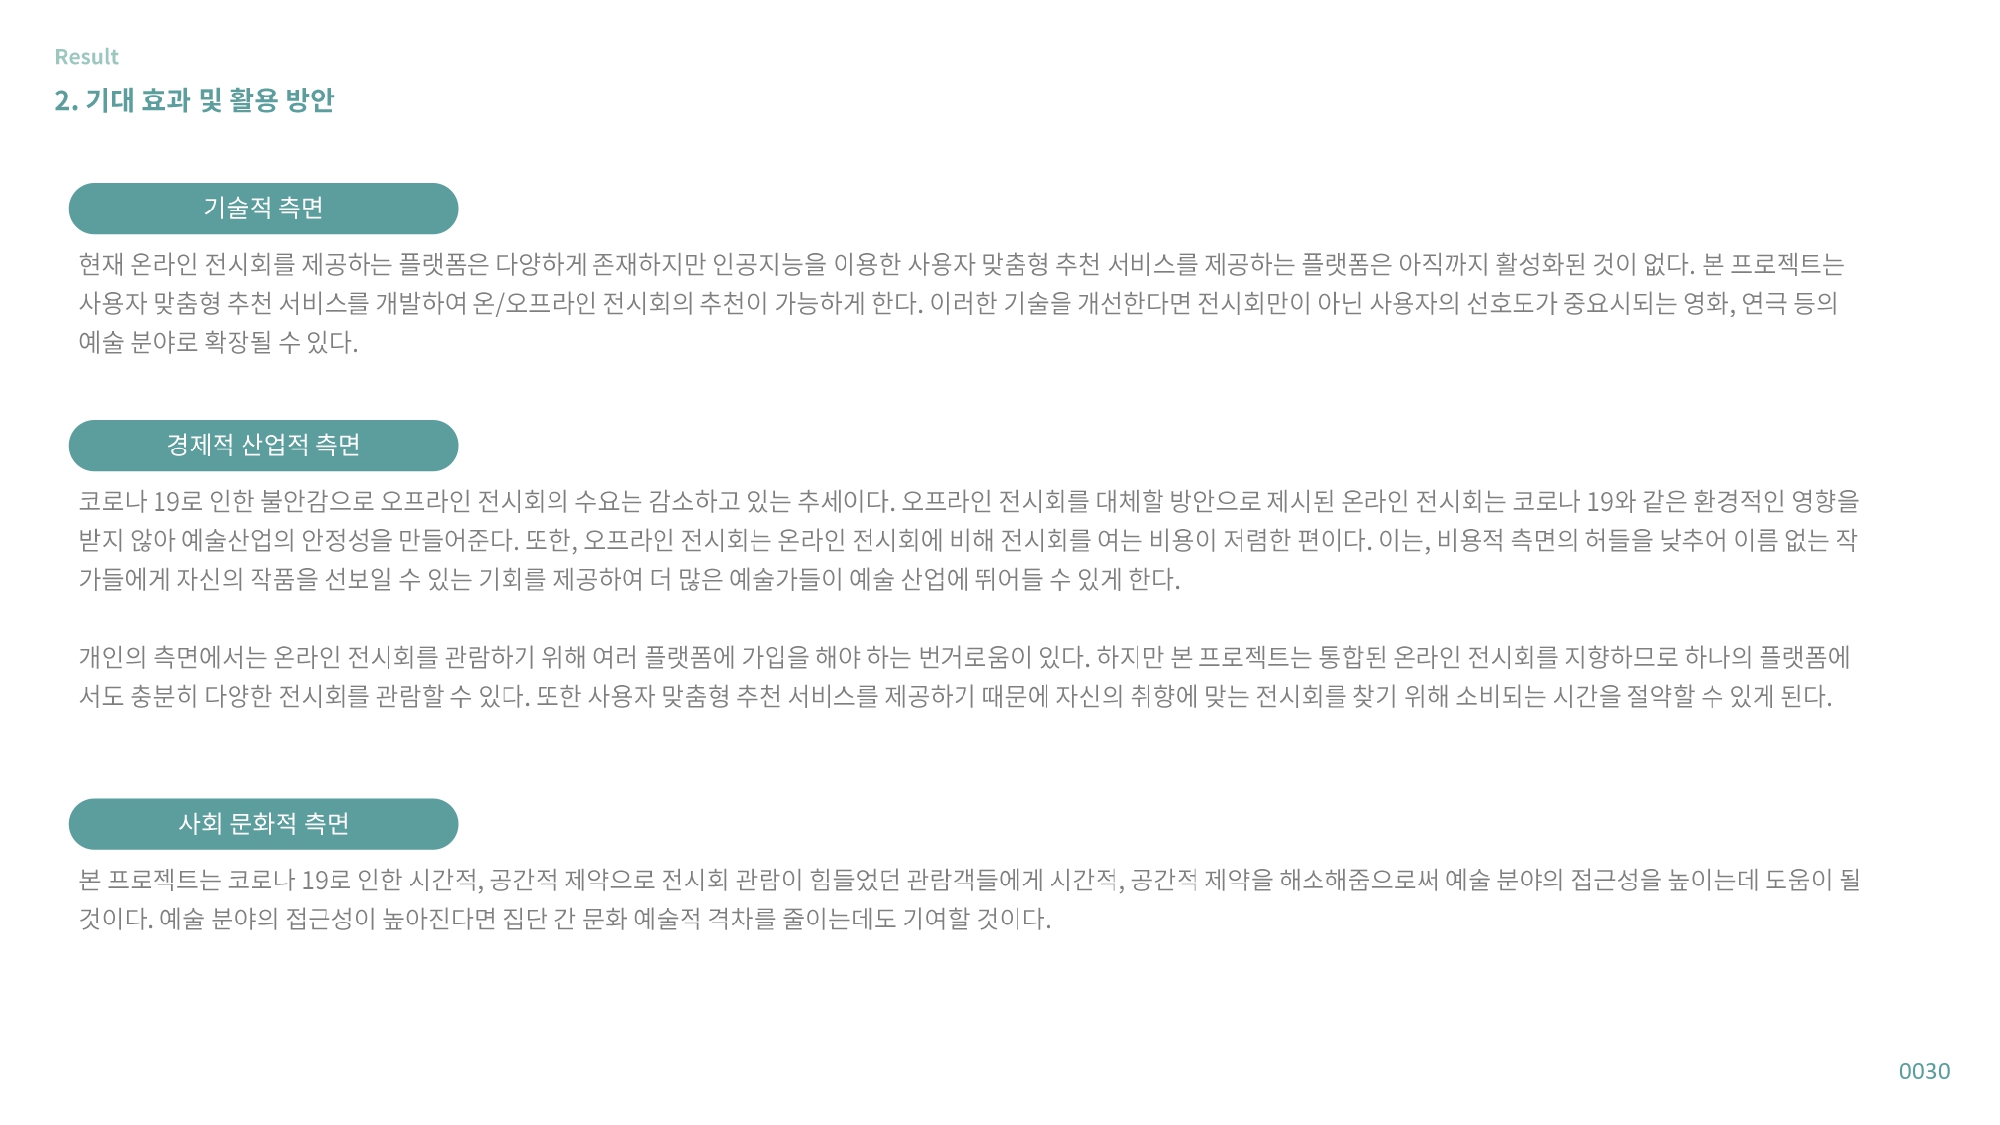 Result
2. 기대 효과 및 활용 방안
기술적 측면
현재 온라인 전시회를 제공하는 플랫폼은 다양하게 존재하지만 인공지능을 이용한 사용자 맞춤형 추천 서비스를 제공하는 플랫폼은 아직까지 활성화된 것이 없다. 본 프로젝트는
사용자 맞춤형 추천 서비스를 개발하여 온/오프라인 전시회의 추천이 가능하게 한다. 이러한 기술을 개선한다면 전시회만이 아닌 사용자의 선호도가 중요시되는 영화, 연극 등의
예술 분야로 확장될 수 있다.
경제적 산업적 측면
코로나 19로 인한 불안감으로 오프라인 전시회의 수요는 감소하고 있는 추세이다. 오프라인 전시회를 대체할 방안으로 제시된 온라인 전시회는 코로나 19와 같은 환경적인 영향을
받지 않아 예술산업의 안정성을 만들어준다. 또한, 오프라인 전시회는 온라인 전시회에 비해 전시회를 여는 비용이 저렴한 편이다. 이는, 비용적 측면의 허들을 낮추어 이름 없는 작
가들에게 자신의 작품을 선보일 수 있는 기회를 제공하여 더 많은 예술가들이 예술 산업에 뛰어들 수 있게 한다.
개인의 측면에서는 온라인 전시회를 관람하기 위해 여러 플랫폼에 가입을 해야 하는 번거로움이 있다. 하지만 본 프로젝트는 통합된 온라인 전시회를 지향하므로 하나의 플랫폼에
서도 충분히 다양한 전시회를 관람할 수 있다. 또한 사용자 맞춤형 추천 서비스를 제공하기 때문에 자신의 취향에 맞는 전시회를 찾기 위해 소비되는 시간을 절약할 수 있게 된다.
사회 문화적 측면
본 프로젝트는 코로나 19로 인한 시간적, 공간적 제약으로 전시회 관람이 힘들었던 관람객들에게 시간적, 공간적 제약을 해소해줌으로써 예술 분야의 접근성을 높이는데 도움이 될
것이다. 예술 분야의 접근성이 높아진다면 집단 간 문화 예술적 격차를 줄이는데도 기여할 것이다.
0030